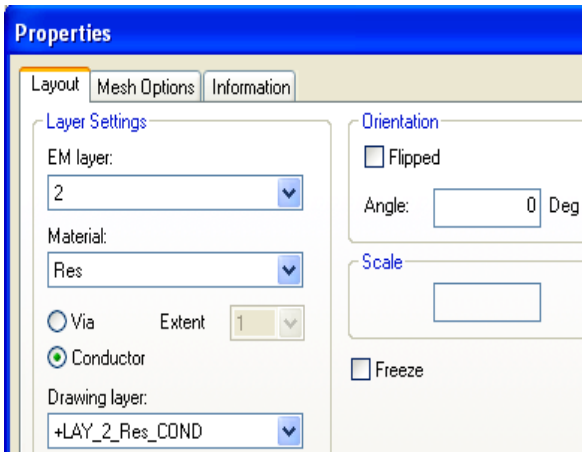 Properties
Layout Mesh Options Information
Layer Settings
EM layer:
2
Material:
Res
Via Extent 1
Conductor
Drawing layer:
+LAY_2_Res_COND
Orientation
Flipped
Angle: 0 Deg
Scale
Freeze